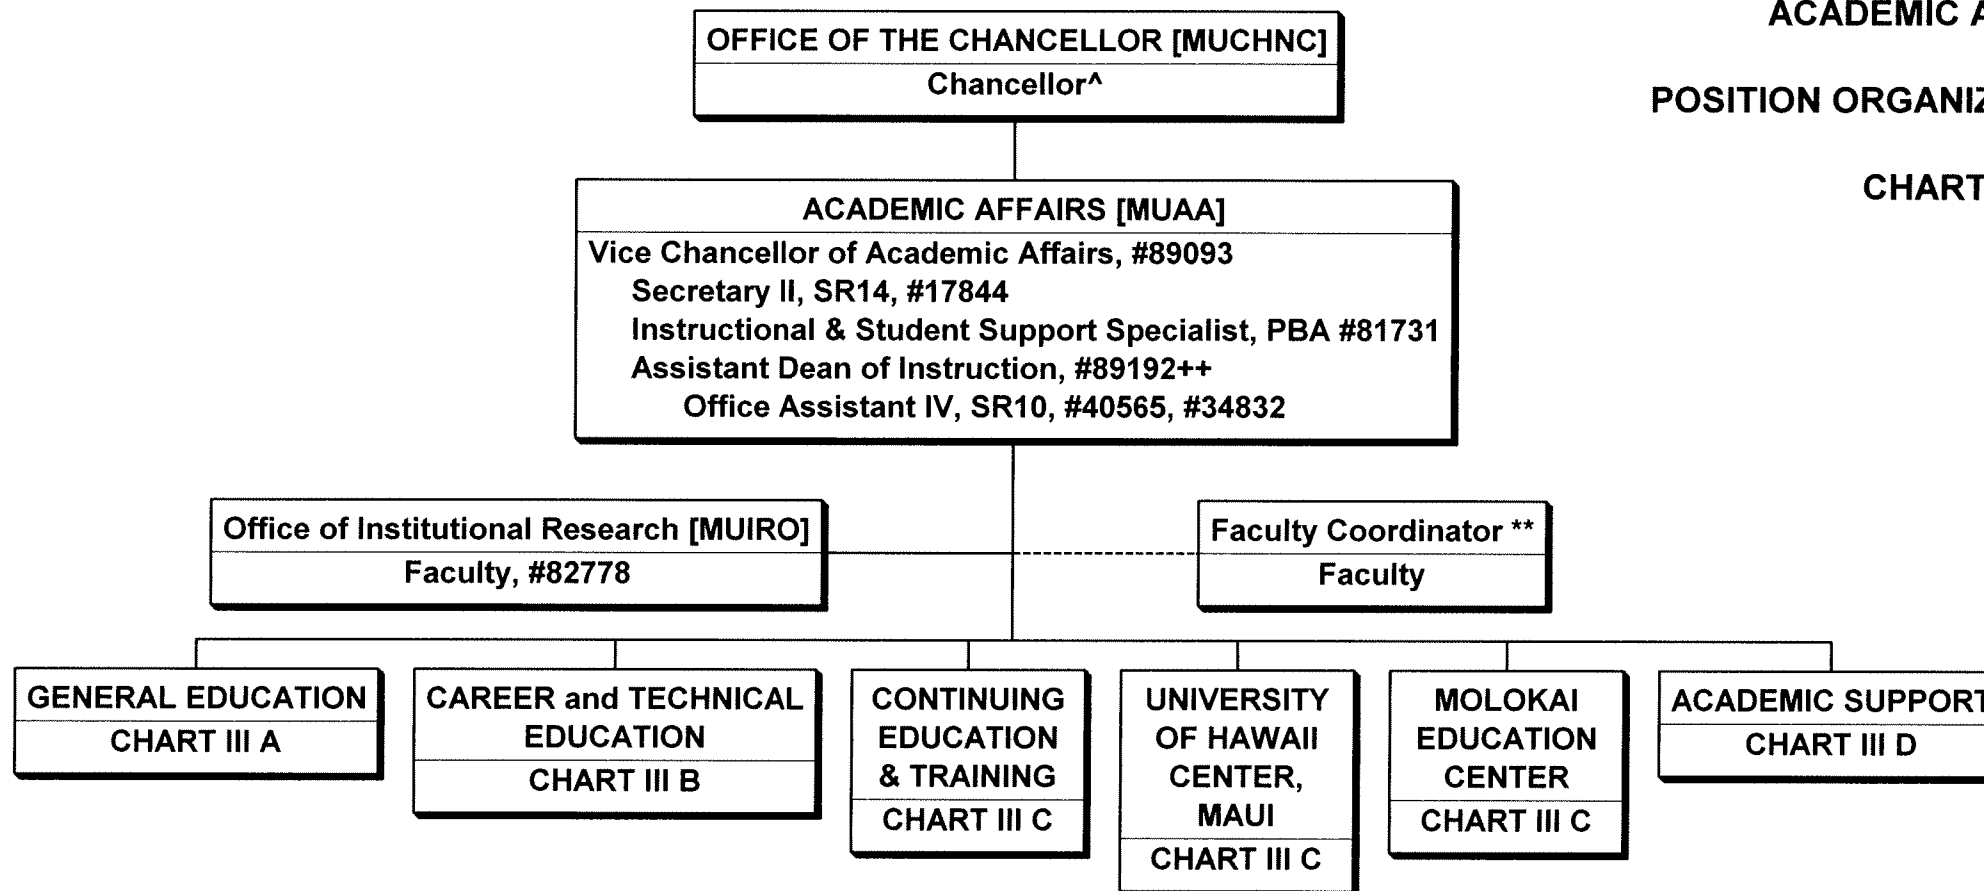 OFFICE OF THE CHANCELLOR [MUCHNC]
Chancellor^
ACADEMIC
POSITION
CHART
ACADEMIC AFFAIRS [MUAA]
Vice Chancellor of Academic Affairs, #89093
Secretary II, SR14, #17844
Instructional & Student Support Specialist, PBA #81731
Assistant Dean of Instruction, #89192++
Office Assistant IV, SR10, #40565, #34832
Office of Institutional Research [MUIRO]
Faculty, #82778
Faculty Coordinator **
Faculty
GENERAL EDUCATION
CHART III A
CAREER and TECHNICAL
EDUCATION
CHART III B
CONTINUING
EDUCATION
& TRAINING
CHART III C
UNIVERSITY
OF HAWAII
CENTER,
MAUI
CHART III C
MOLOKAI
EDUCATION
CENTER
CHART III C
ACADEMIC SUPPORT
CHART III D